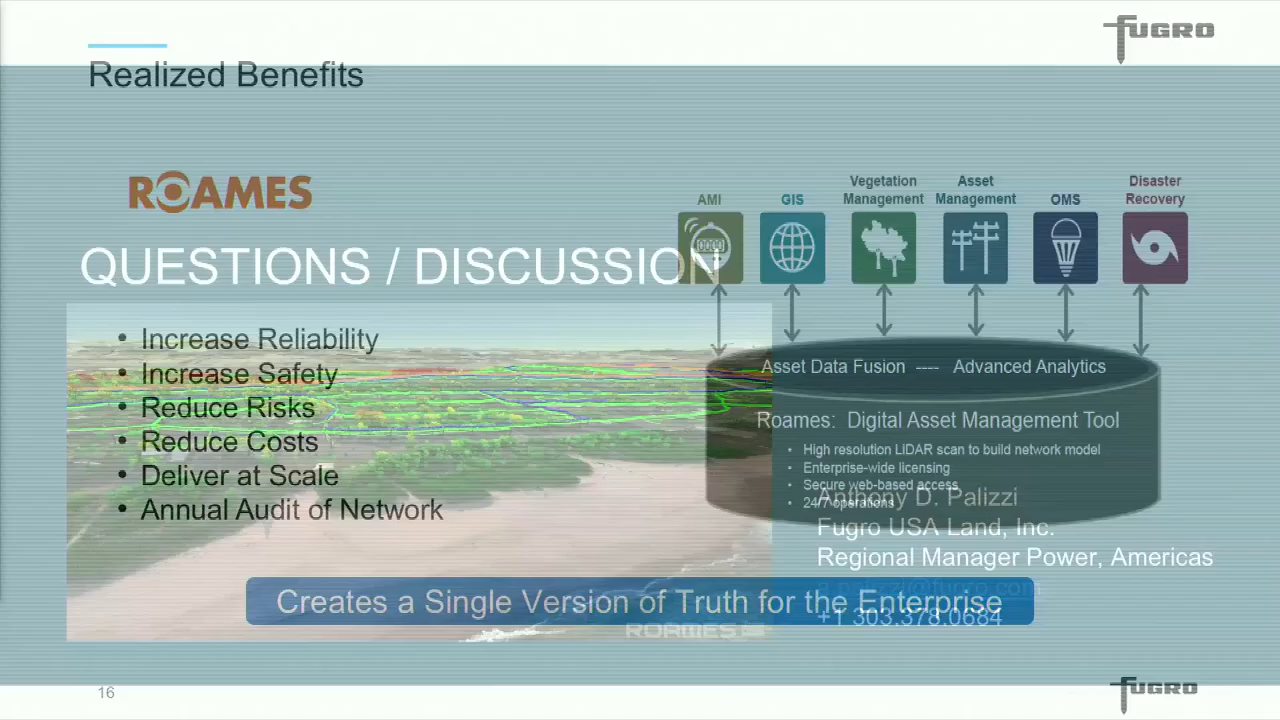 FUGRO
Realized Benefits
ROAMES
QUESTIONS / DISCUSSION
AMI
GIS
Vegetation
Management
Asset
Management
OMS
Disaster
Recovery
• Increase Reliability
• Increase Safety
• Reduce Risks
• Reduce Costs
• Deliver at Scale
• Annual Audit of Network
Asset Data Fusion ---- Advanced Analytics
Roames: Digital Asset Management Tool
• High resolution LiDAR scan to build network model
• Enterprise-wide licensing
• Secure web-based access
• 24/7 operations
Anthony D. Palizzi
Fugro USA Land, Inc.
Regional Manager Power, Americas
a.palizzi@fugro.com
+1 303.378.0684
Creates a Single Version of Truth for the Enterprise
ROAMES
16
FUGRO